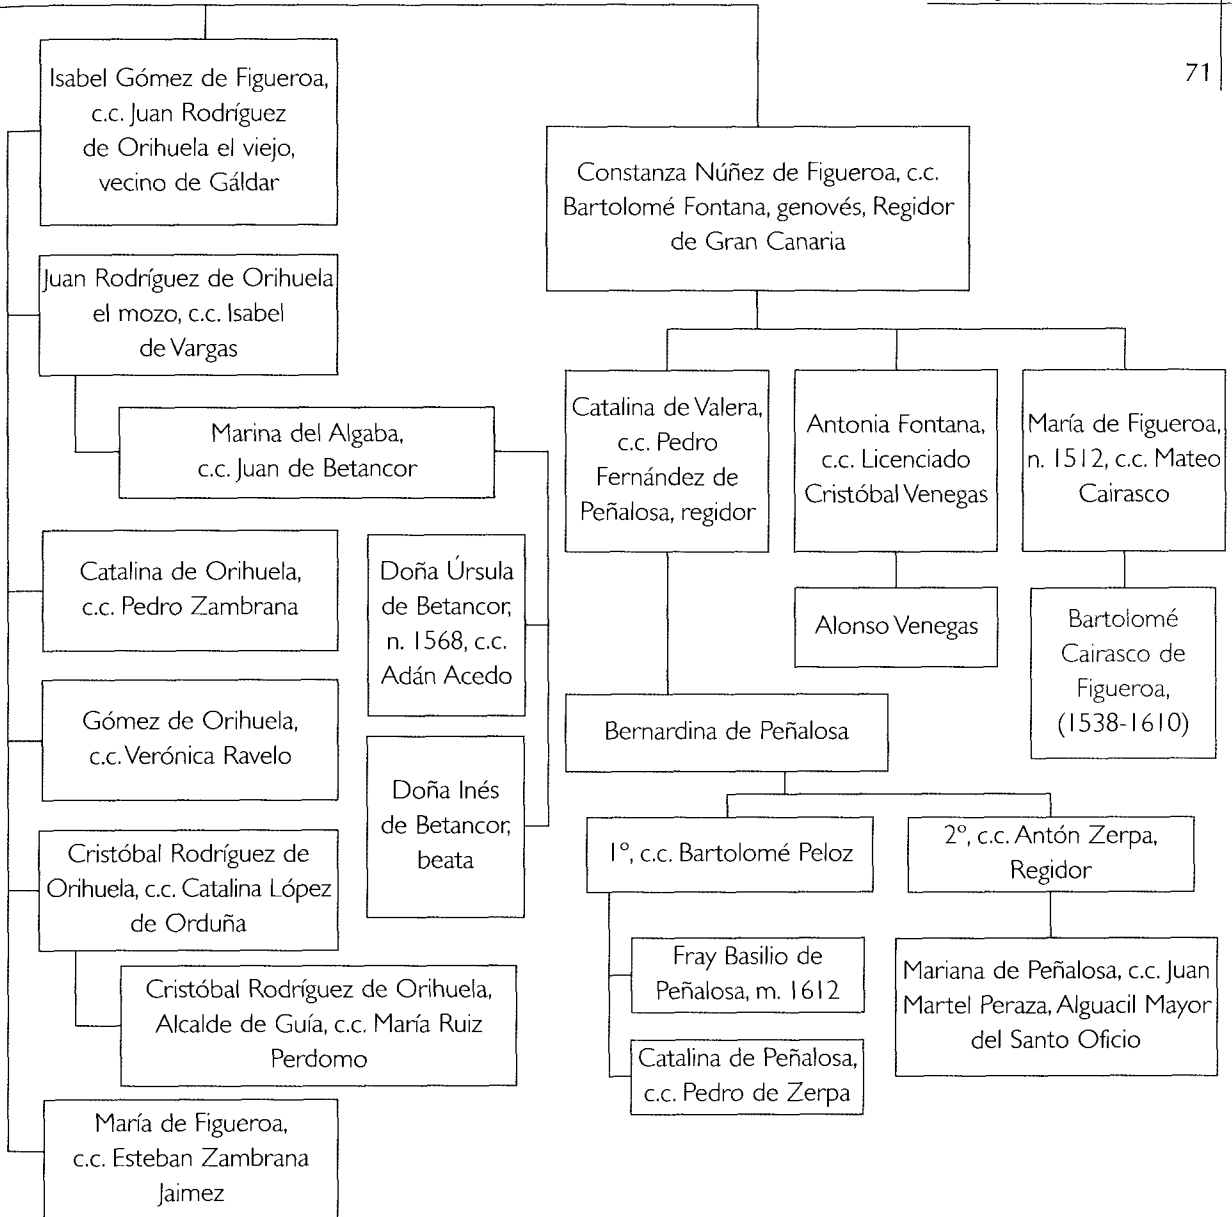 71
Isabel Gómez de Figueroa,
c.c. Juan Rodríguez
de Orihuela el viejo,
vecino de Gáldar
Juan Rodríguez de Orihuela
el mozo, c.c. Isabel
de Vargas
Marina del Algaba,
c.c. Juan de Betancor
Doña Úrsula
de Betancor,
n. 1568, c.c.
Adán Acedo
Doña Inés
de Betancor,
beata
Catalina de Orihuela,
c.c. Pedro Zambrana
Gómez de Orihuela,
c.c. Verónica Ravelo
Cristóbal Rodríguez de
Orihuela, c.c. Catalina López
de Orduña
Cristóbal Rodríguez de Orihuela,
Alcalde de Guía, c.c. María Ruiz
Perdomo
María de Figueroa,
c.c. Esteban Zambrana
Jaimez
Constanza Núñez de Figueroa, c.c.
Bartolomé Fontana, genovés, Regidor
de Gran Canaria
Catalina de Valera,
c.c. Pedro
Fernández de
Peñalosa, regidor
Antonia Fontana,
c.c. Licenciado
Cristóbal Venegas
María de Figueroa,
n. 1512, c.c. Mateo
Cairasco
Alonso Venegas
Bartolomé
Cairasco de
Figueroa,
(1538-1610)
Bernardina de Peñalosa
1º, c.c. Bartolomé Peloz
2º, c.c. Antón Zerpa,
Regidor
Fray Basilio de
Peñalosa, m. 1612
Catalina de Peñalosa,
c.c. Pedro de Zerpa
Mariana de Peñalosa, c.c. Juan
Martel Peraza, Alguacil Mayor
del Santo Oficio